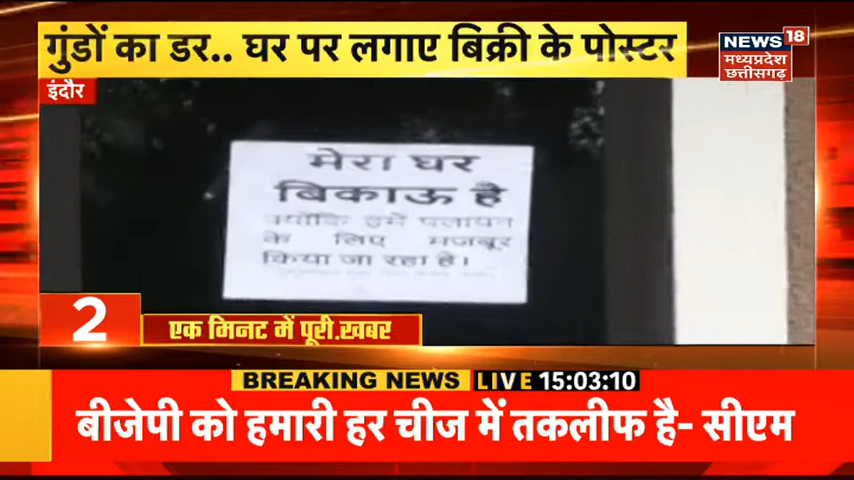 गुंडों का डर.. घर पर लगाए बिक्री के पोस्टर
NEWS 18
मध्यप्रदेश
छत्तीसगढ़
इंदौर
मेरा घर
बिकाऊ है
क्योंकि हमें पलायन
के लिए मजबूर
किया जा रहा है।
2
एक मिनट में पूरी खबर
BREAKING NEWS LIVE 15:03:10
बीजेपी को हमारी हर चीज में तकलीफ है- सीएम